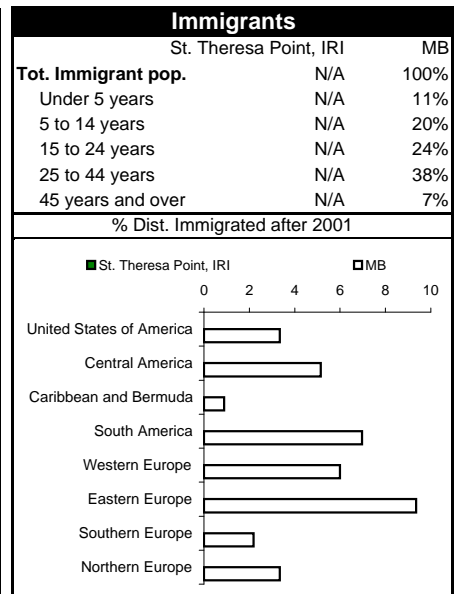 Immigrants
St. Theresa Point, IRI MB
Tot. Immigrant pop. N/A 100%
Under 5 years N/A 11%
5 to 14 years N/A 20%
15 to 24 years N/A 24%
25 to 44 years N/A 38%
45 years and over N/A 7%
% Dist. Immigrated after 2001
St. Theresa Point, IRI MB
0 2 4 6 8 10
United States of America
Central America
Caribbean and Bermuda
South America
Western Europe
Eastern Europe
Southern Europe
Northern Europe